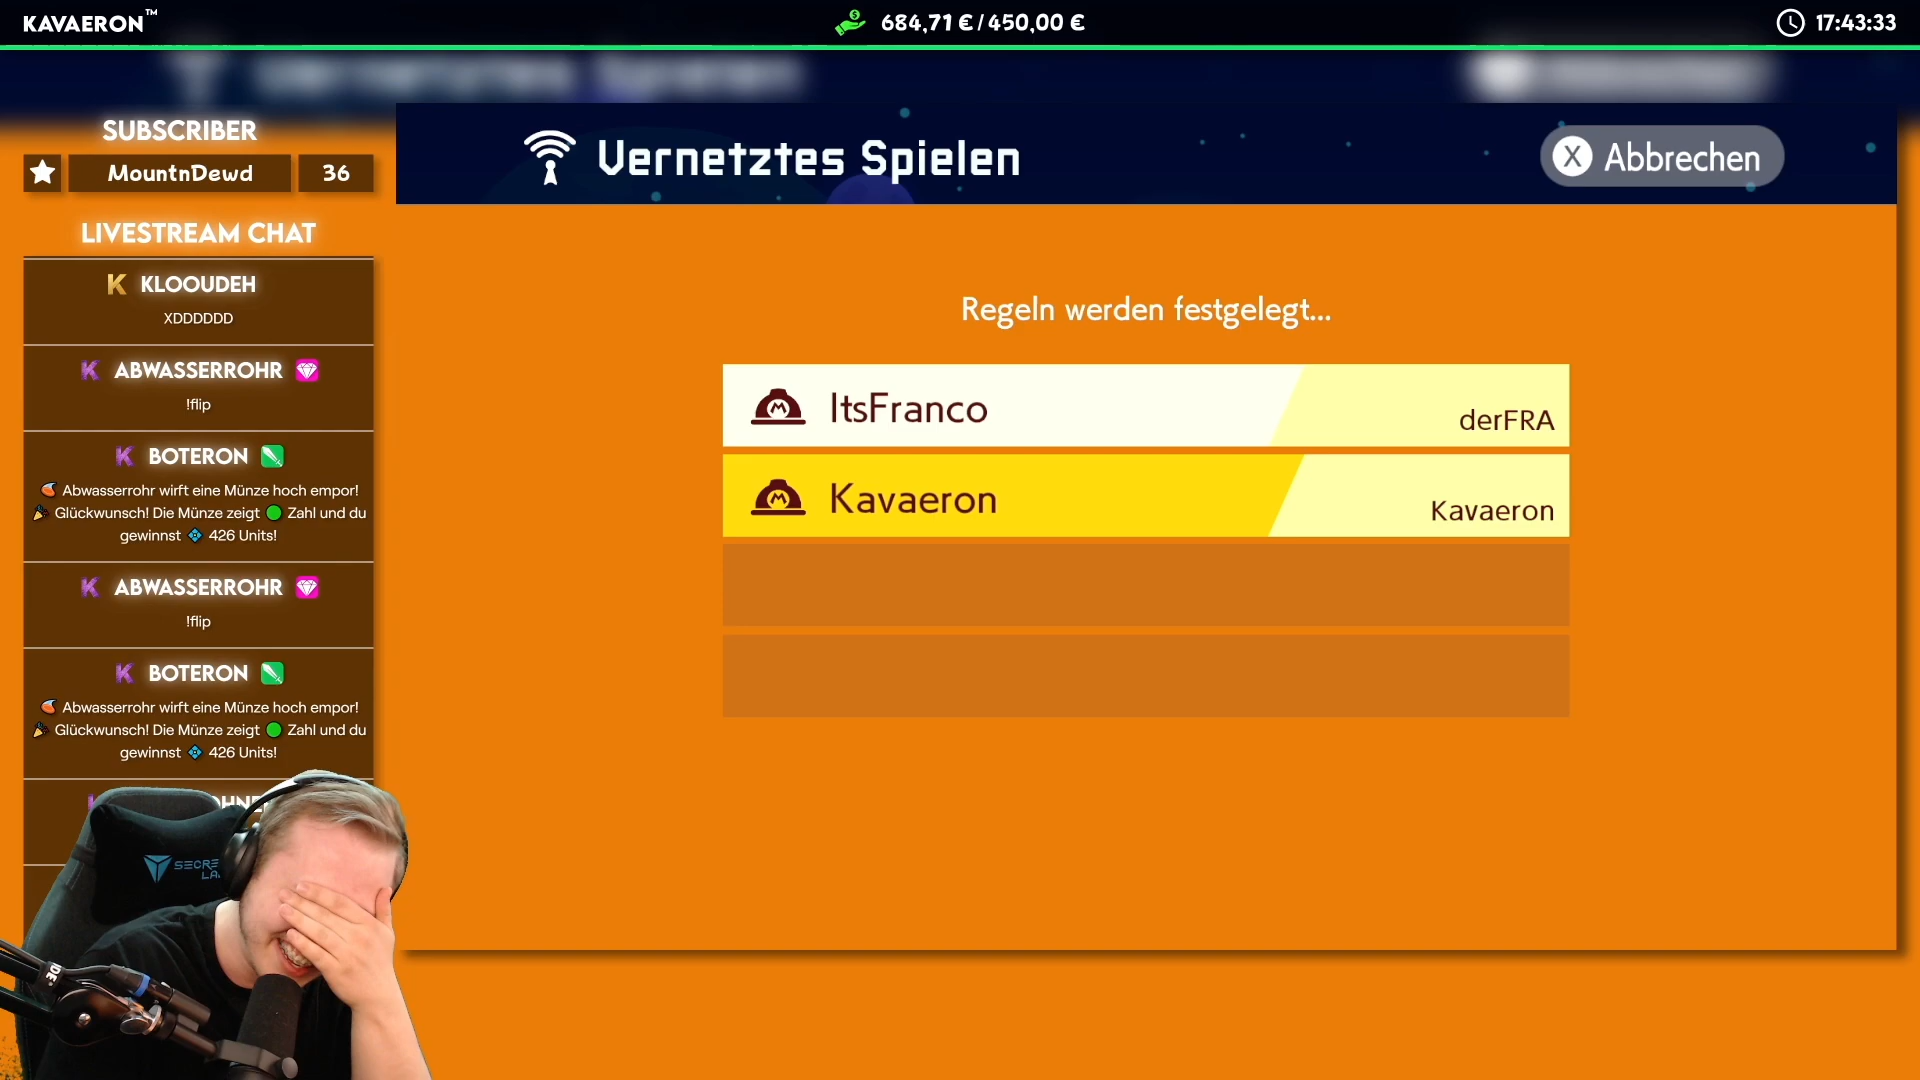 KAVAERON™
684,71 € / 450,00 €
17:43:33
Vernetztes Spielen
SUBSCRIBER
MountnDewd
36
LIVESTREAM CHAT
K KLOOUDEH
XDDDDDD
K ABWASSERROHR
!flip
K BOTERON
Abwasserrohr wirft eine Münze hoch empor!
Glückwunsch! Die Münze zeigt Zahl und du
gewinnst 426 Units!
K ABWASSERROHR
!flip
K BOTERON
Abwasserrohr wirft eine Münze hoch empor!
Glückwunsch! Die Münze zeigt Zahl und du
gewinnst 426 Units!
Vernetztes Spielen
X Abbrechen
Regeln werden festgelegt...
M ItsFranco
derFRA
M Kavaeron
Kavaeron